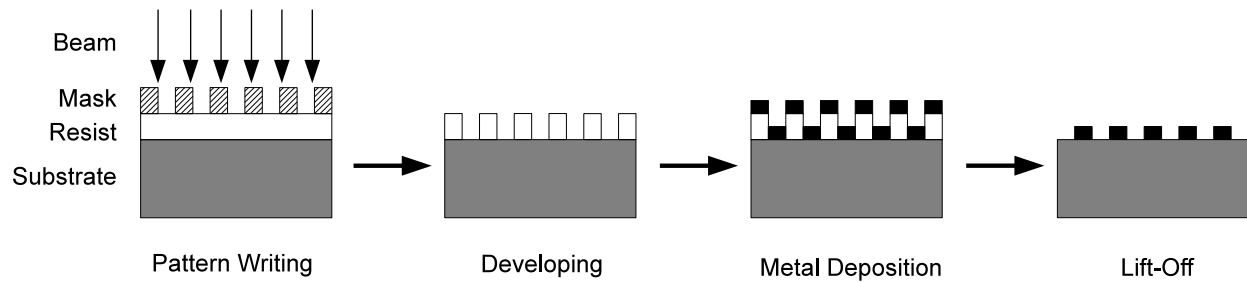 Beam
Mask
Resist
Substrate
Pattern Writing
Developing
Metal Deposition
Lift-Off